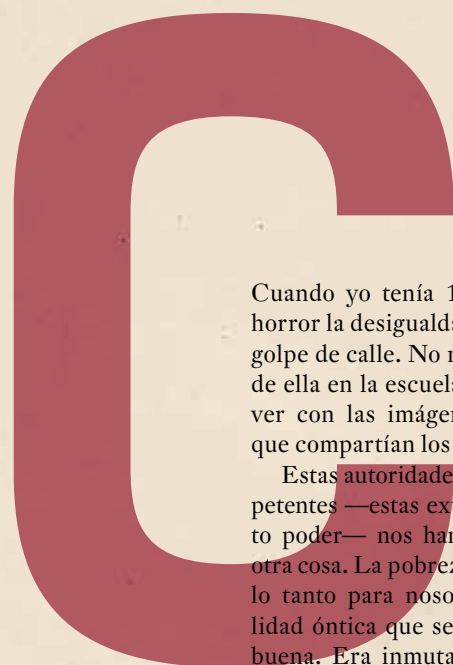 C
Cuando yo tenía 1
horror la desigualda
golpe de calle. No
de ella en la escuela
ver con las imágen
que compartían los
Estas autoridade
petentes —estas ex
to poder— nos han
otra cosa. La pobrez
lo tanto para noso
lidad óntica que se
buena. Era inmuta